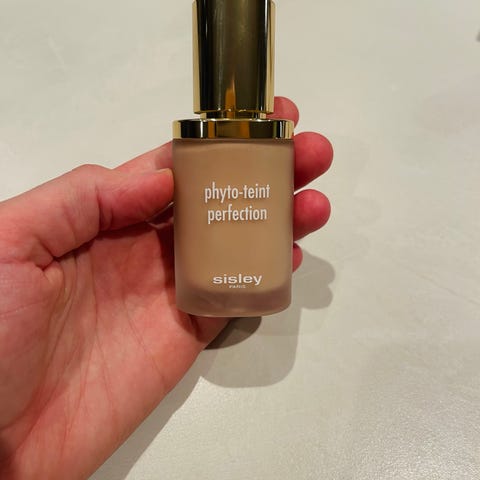 phyto-teint
perfection
sisley
PARIS